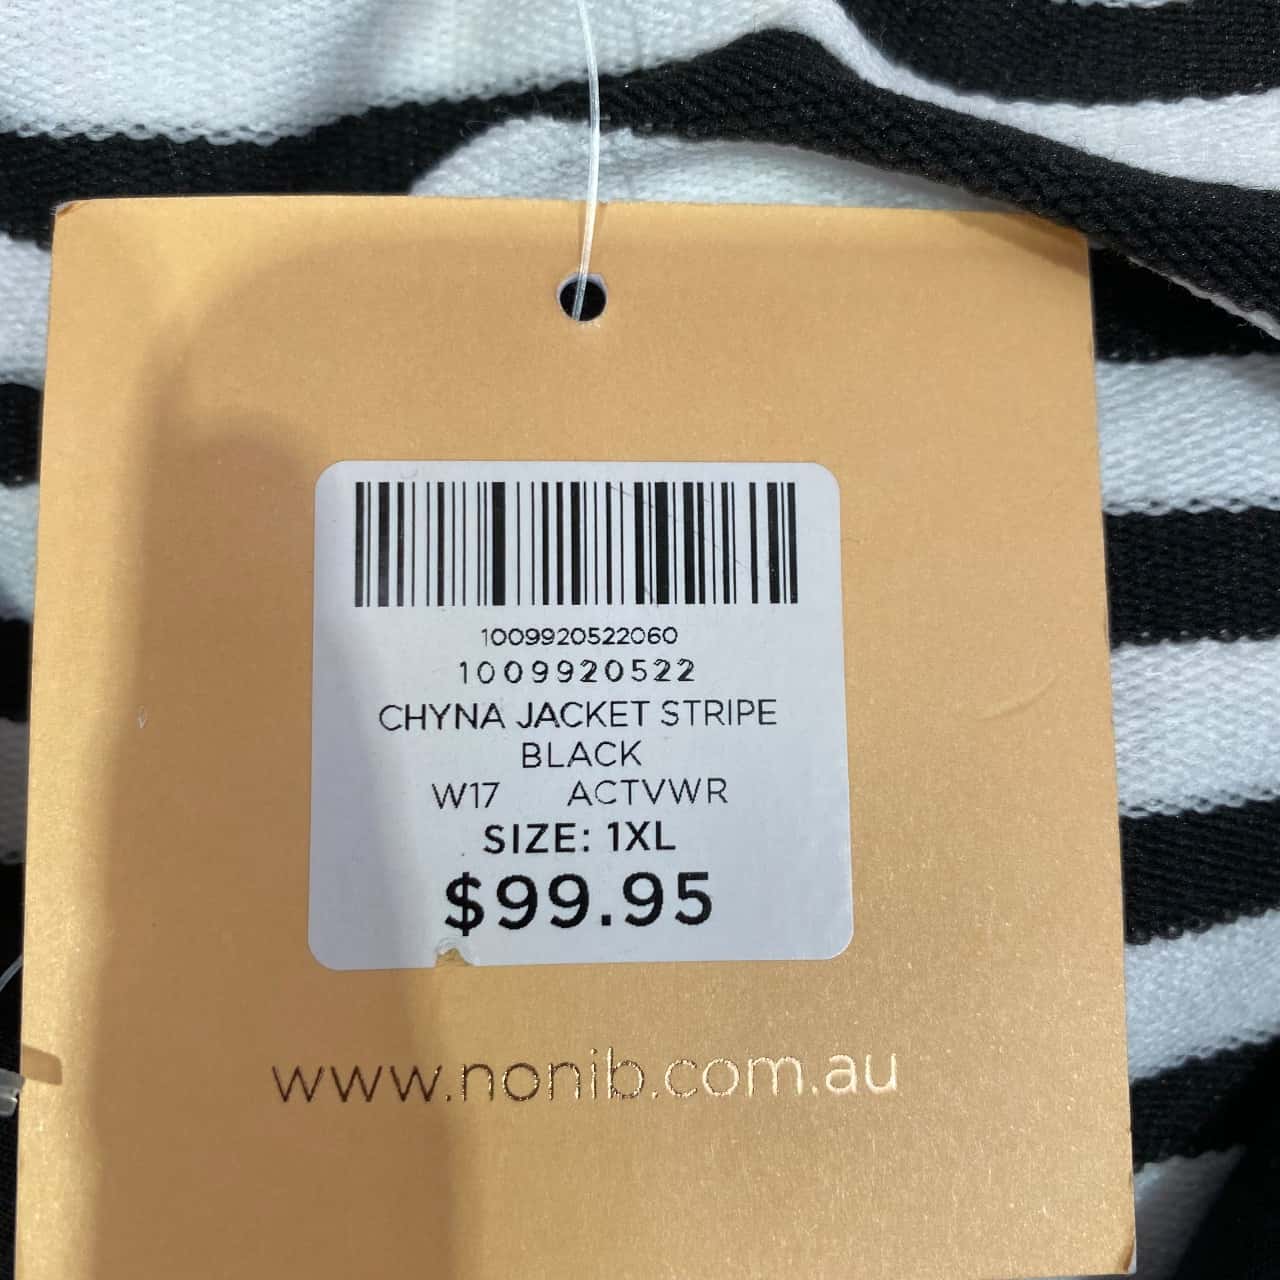 1009920522060
1009920522
CHYNA JACKET STRIPE
BLACK
W17 ACTVWR
SIZE: 1XL
$99.95
www.nonib.com.au